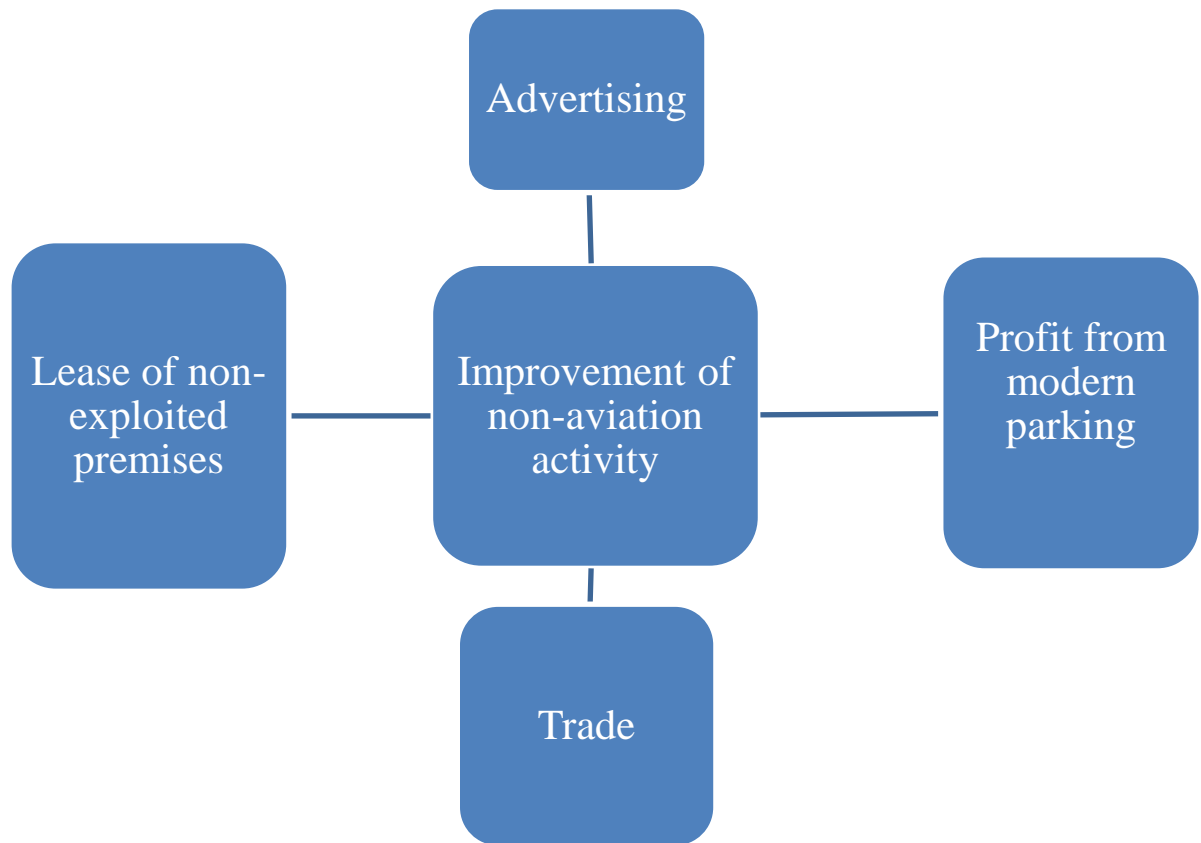 Advertising
Lease of non-
exploited
premises
Improvement of
non-aviation
activity
Profit from
modern
parking
Trade